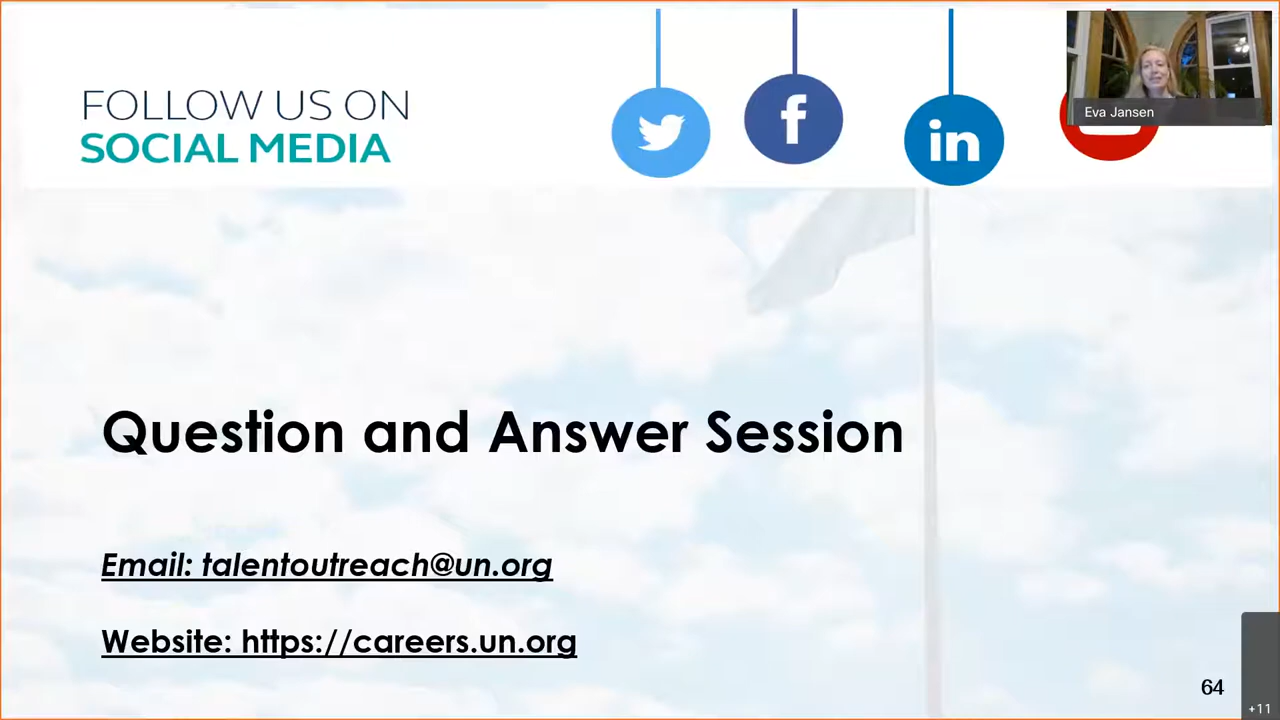 FOLLOW US ON
SOCIAL MEDIA
f
in
Eva Jansen
Question and Answer Session
Email: talentoutreach@un.org
Website: https://careers.un.org
64
+11